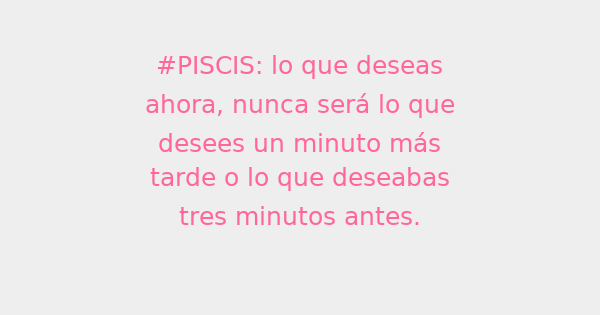 #PISCIS: lo que deseas
ahora, nunca será lo que
desees un minuto más
tarde o lo que deseabas
tres minutos antes.